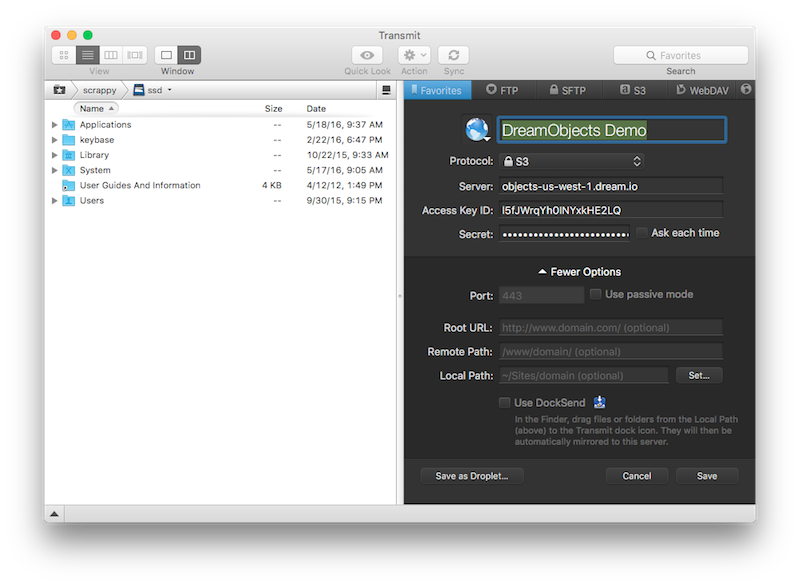 Transmit
View
Window
Quick Look
Action
Sync
Favorites
Search
scrappy
ssd
Name
Size
Date
Applications -- 5/18/16, 9:37 AM
keybase -- 2/22/16, 6:47 PM
Library -- 10/22/15, 9:33 AM
System -- 5/17/16, 9:05 AM
User Guides And Information 4 KB 4/12/12, 1:49 PM
Users -- 9/30/15, 9:15 PM
Favorites
FTP
SFTP
S3
WebDAV
DreamObjects Demo
Protocol: S3
Server: objects-us-west-1.dream.io
Access Key ID: I5fJWrqYh0INYxkHE2LQ
Secret: •••••••••••••••••••••••• Ask each time
Fewer Options
Port: 443 Use passive mode
Root URL: http://www.domain.com/ (optional)
Remote Path: /www/domain/ (optional)
Local Path: ~/Sites/domain (optional) Set...
Use DockSend
In the Finder, drag files or folders from the Local Path
(above) to the Transmit dock icon. They will then be
automatically mirrored to this server.
Save as Droplet... Cancel Save